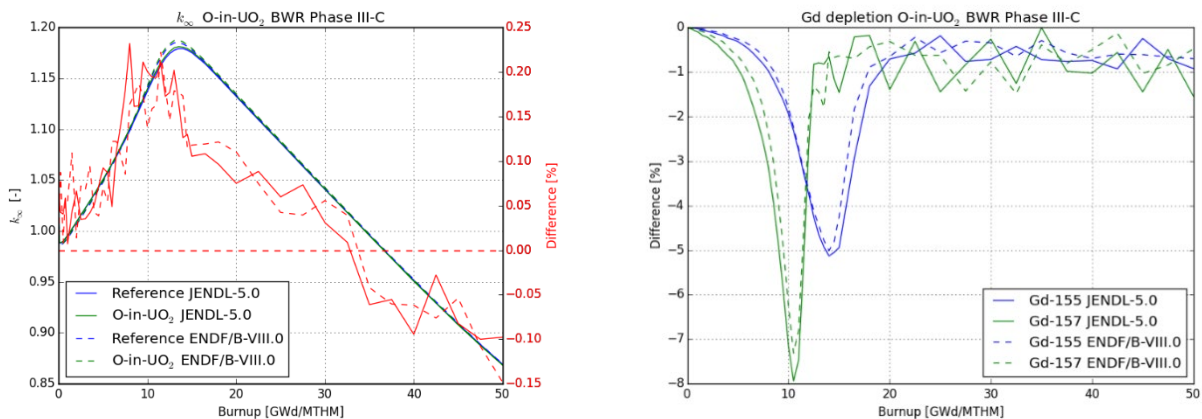 k∞ O-in-UO₂ BWR Phase III-C
1.20
1.15
1.10
1.05
1.00
0.95
0.90
0.85
k∞ [-]
0.25
0.20
0.15
0.10
0.05
0.00
−0.05
−0.10
−0.15
Difference [%]
Reference JENDL-5.0
O-in-UO₂ JENDL-5.0
Reference ENDF/B-VIII.0
O-in-UO₂ ENDF/B-VIII.0
0 10 20 30 40 50
Burnup [GWd/MTHM]
Gd depletion O-in-UO₂ BWR Phase III-C
0
−1
−2
−3
−4
−5
−6
−7
−8
Difference [%]
Gd-155 JENDL-5.0
Gd-157 JENDL-5.0
Gd-155 ENDF/B-VIII.0
Gd-157 ENDF/B-VIII.0
0 10 20 30 40 50
Burnup [GWd/MTHM]